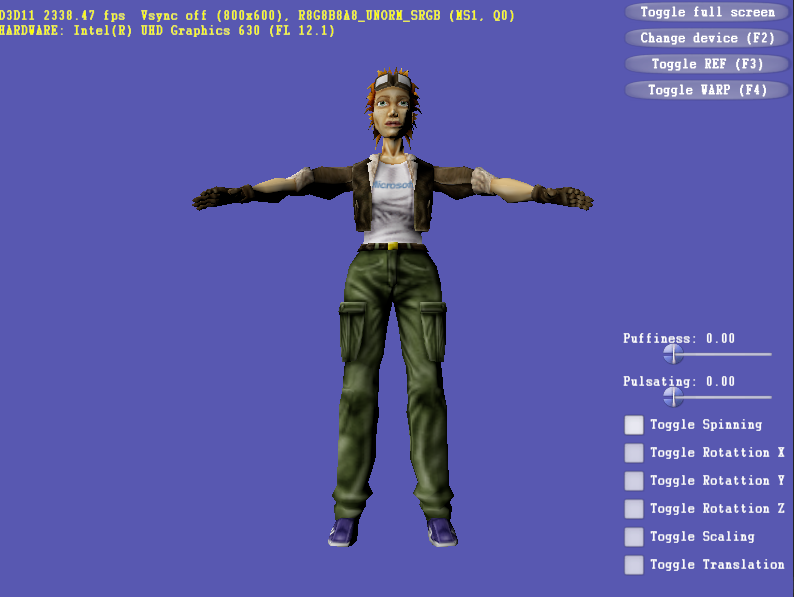 D3D11 2338.47 fps Vsync off (800x600), R8G8B8A8_UNORM_SRGB (MS1, Q0)
HARDWARE: Intel(R) UHD Graphics 630 (FL 12.1)
Toggle full screen
Change device (F2)
Toggle REF (F3)
Toggle WARP (F4)
Microsoft
Puffiness: 0.00
Pulsating: 0.00
Toggle Spinning
Toggle Rotattion X
Toggle Rotattion Y
Toggle Rotattion Z
Toggle Scaling
Toggle Translation